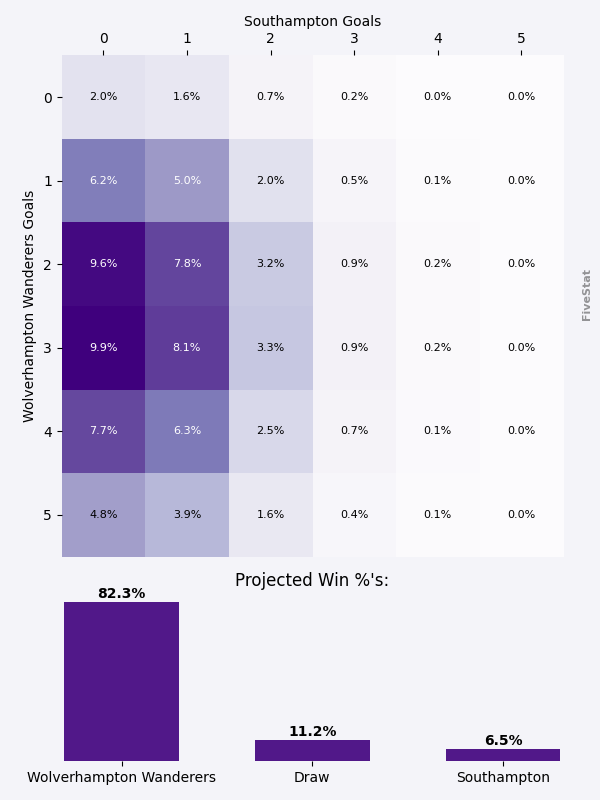 Southampton Goals
0 1 2 3 4 5
Wolverhampton Wanderers Goals
0 2.0% 1.6% 0.7% 0.2% 0.0% 0.0%
1 6.2% 5.0% 2.0% 0.5% 0.1% 0.0%
2 9.6% 7.8% 3.2% 0.9% 0.2% 0.0%
3 9.9% 8.1% 3.3% 0.9% 0.2% 0.0%
4 7.7% 6.3% 2.5% 0.7% 0.1% 0.0%
5 4.8% 3.9% 1.6% 0.4% 0.1% 0.0%
FiveStat
Projected Win %'s:
82.3% 11.2% 6.5%
Wolverhampton Wanderers Draw Southampton